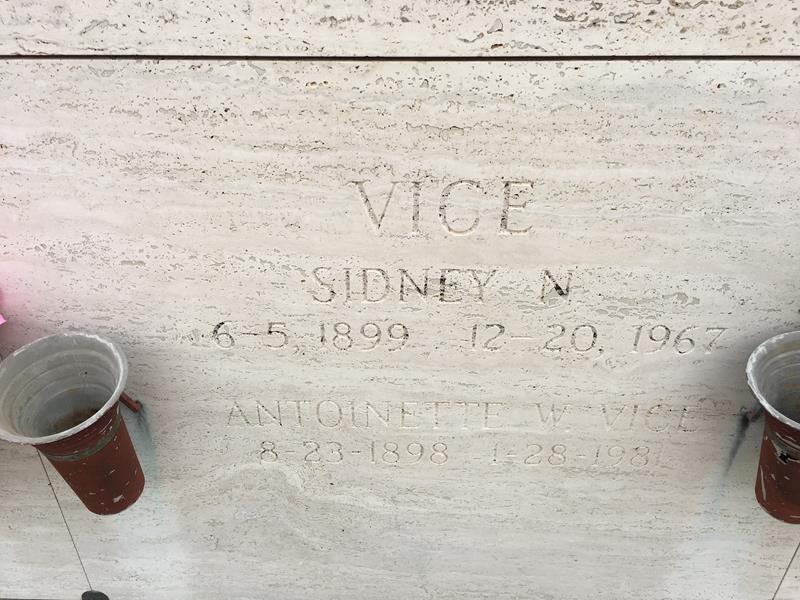 VICE
SIDNEY N
6-5, 1899 12-20, 1967
ANTOINETTE W. VICE
8-23-1898 1-28-1981